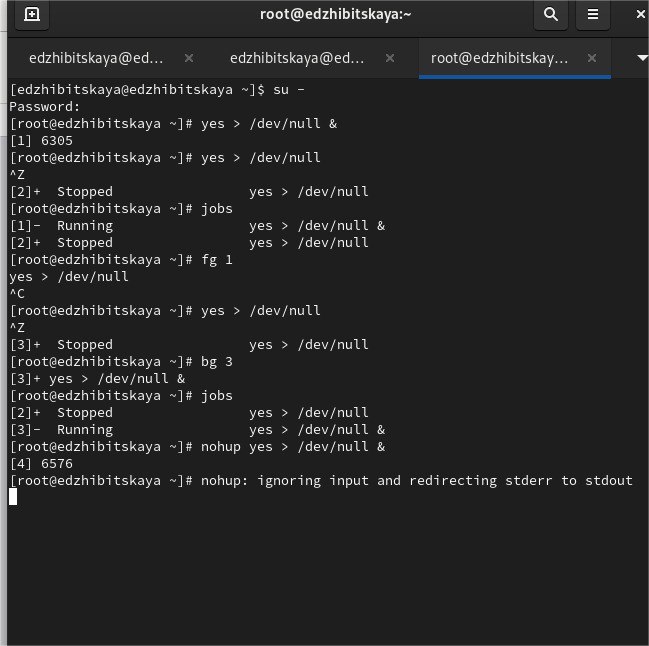 root@edzhibitskaya:~
edzhibitskaya@ed... edzhibitskaya@ed... root@edzhibitskay...
[edzhibitskaya@edzhibitskaya ~]$ su -
Password:
[root@edzhibitskaya ~]# yes > /dev/null &
[1] 6305
[root@edzhibitskaya ~]# yes > /dev/null
^Z
[2]+  Stopped                 yes > /dev/null
[root@edzhibitskaya ~]# jobs
[1]-  Running                 yes > /dev/null &
[2]+  Stopped                 yes > /dev/null
[root@edzhibitskaya ~]# fg 1
yes > /dev/null
^C
[root@edzhibitskaya ~]# yes > /dev/null
^Z
[3]+  Stopped                 yes > /dev/null
[root@edzhibitskaya ~]# bg 3
[3]+ yes > /dev/null &
[root@edzhibitskaya ~]# jobs
[2]+  Stopped                 yes > /dev/null
[3]-  Running                 yes > /dev/null &
[root@edzhibitskaya ~]# nohup yes > /dev/null &
[4] 6576
[root@edzhibitskaya ~]# nohup: ignoring input and redirecting stderr to stdout